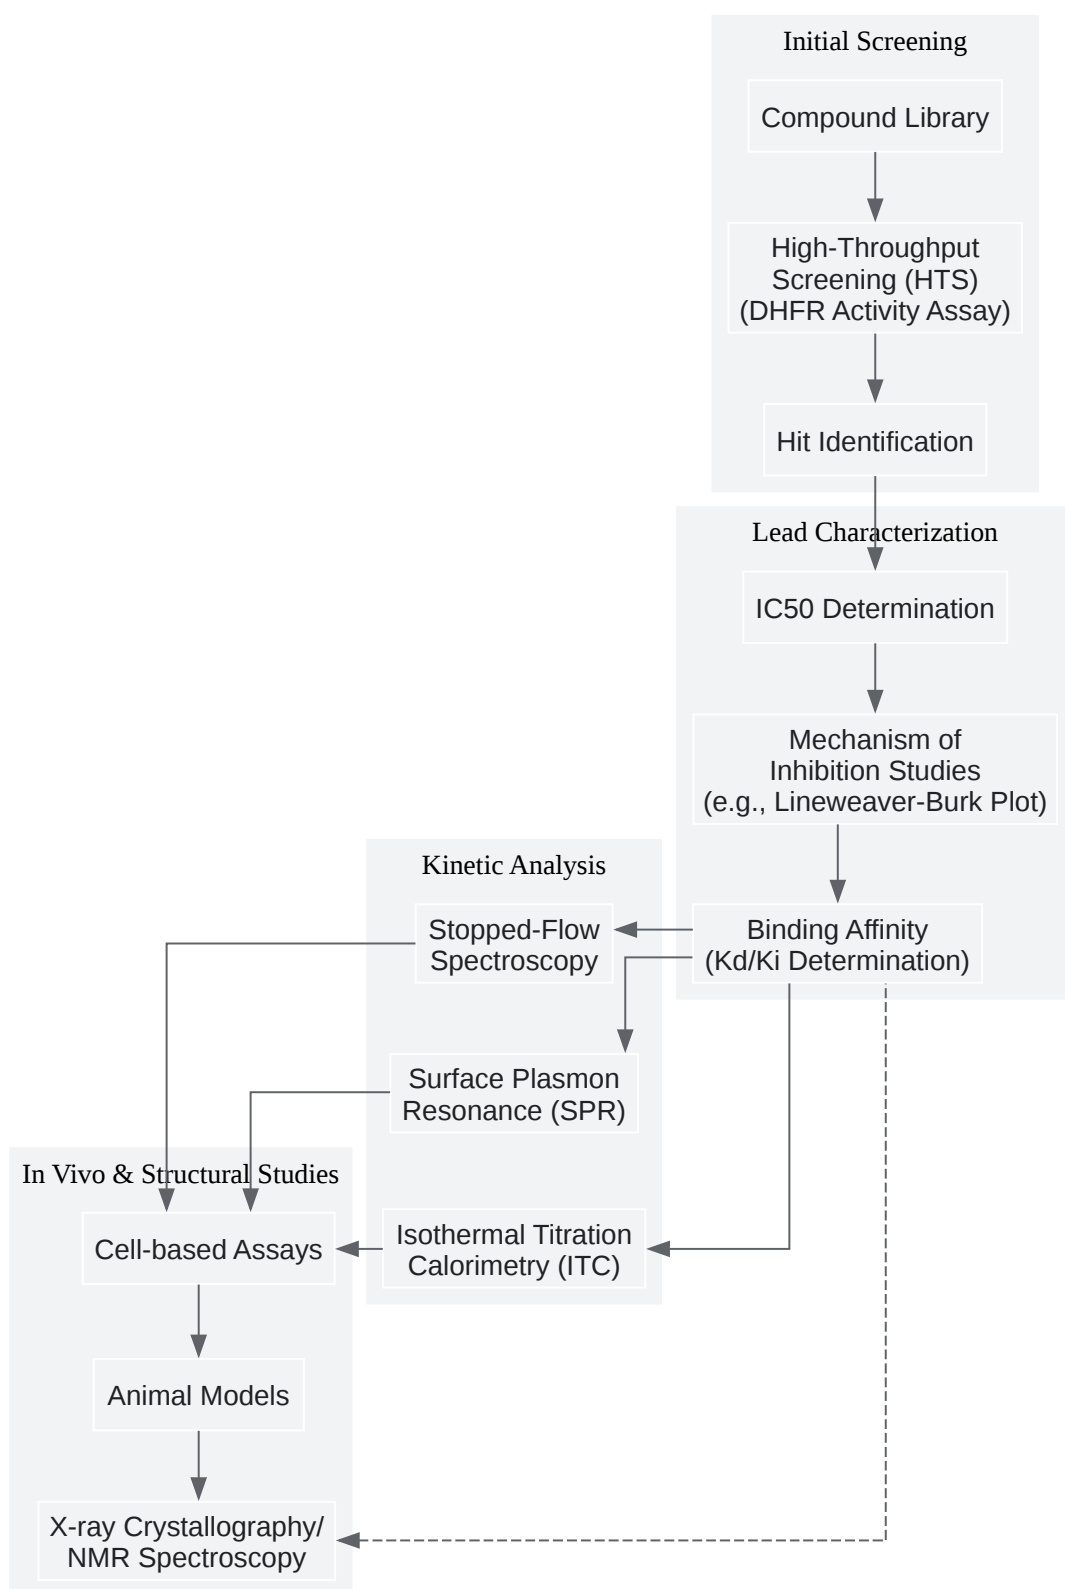 Initial Screening
Compound Library
High-Throughput
Screening (HTS)
(DHFR Activity Assay)
Hit Identification
Lead Characterization
IC50 Determination
Mechanism of
Inhibition Studies
(e.g., Lineweaver-Burk Plot)
Binding Affinity
(Kd/Ki Determination)
Kinetic Analysis
Stopped-Flow
Spectroscopy
Surface Plasmon
Resonance (SPR)
Isothermal Titration
Calorimetry (ITC)
In Vivo & Structural Studies
Cell-based Assays
Animal Models
X-ray Crystallography/
NMR Spectroscopy